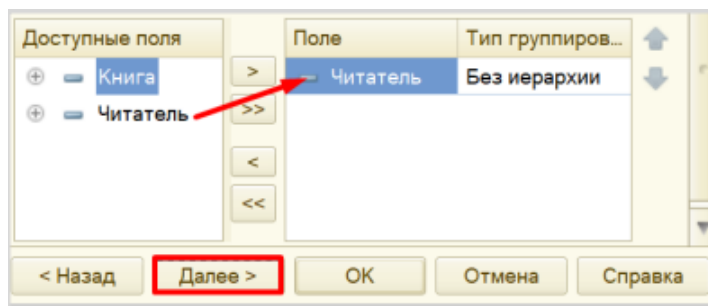 Доступные поля
Поле
Тип группиров...
Книга
>
Читатель
Без иерархии
Читатель
>>
<
<<
< Назад
Далее >
OK
Отмена
Справка